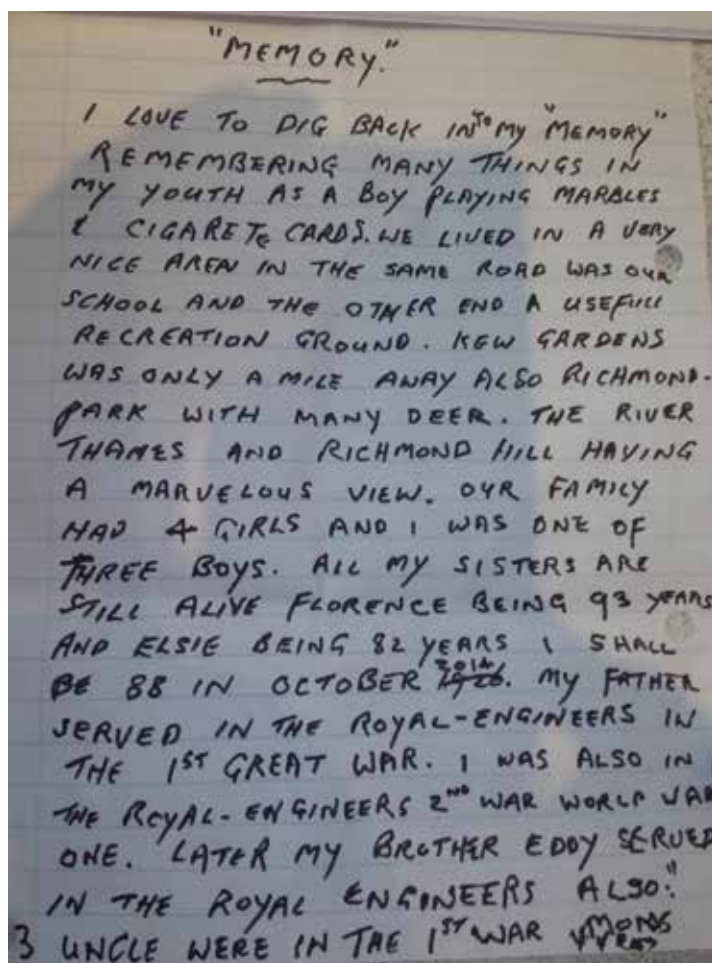 "MEMORY."
I LOVE TO DIG BACK INTO MY "MEMORY"
REMEMBERING MANY THINGS IN
MY YOUTH AS A BOY PLAYING MARBLES
& CIGARETe CARDS. WE LIVED IN A VERY
NICE AREA IN THE SAME ROAD WAS OUR
SCHOOL AND THE OTHER END A USEFULL
RECREATION GROUND. KEW GARDENS
WAS ONLY A MILE AWAY ALSO RICHMOND-
PARK WITH MANY DEER. THE RIVER
THAMES AND RICHMOND HILL HAVING
A MARVELOUS VIEW. OUR FAMILY
HAD 4 GIRLS AND I WAS ONE OF
THREE BOYS. ALL MY SISTERS ARE
STILL ALIVE FLORENCE BEING 93 YEARS
AND ELSIE BEING 82 YEARS I SHALL
BE 88 IN OCTOBER 2014. MY FATHER
SERVED IN THE ROYAL-ENGINEERS IN
THE 1ST GREAT WAR. I WAS ALSO IN
THE ROYAL-ENGINEERS 2ND WAR WORLD WAR
ONE. LATER MY BROTHER EDDY SERVED
IN THE ROYAL ENGINEERS ALSO."
3 UNCLE WERE IN THE 1ST WAR MONS